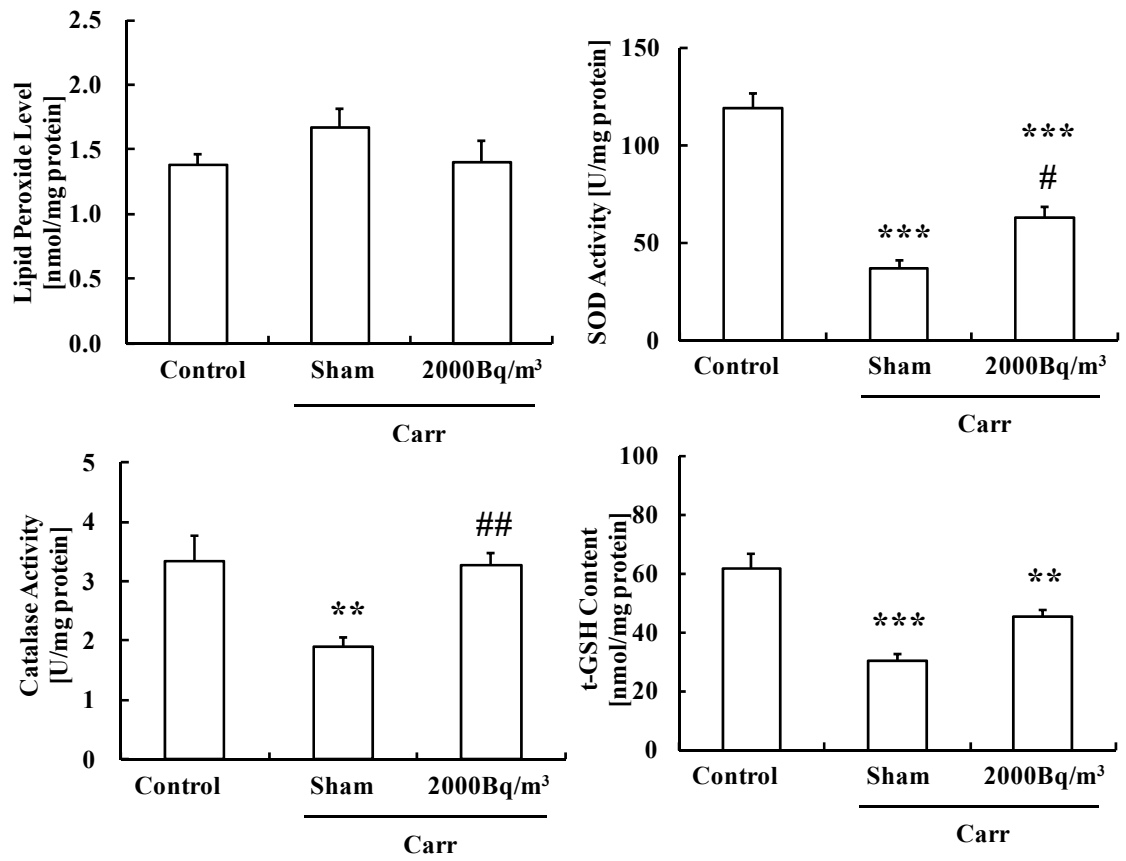 Lipid Peroxide Level
[nmol/mg protein]
2.5
2.0
1.5
1.0
0.5
0.0
Control Sham 2000Bq/m³
Carr
SOD Activity [U/mg protein]
150
100
50
0
***
***
#
Control Sham 2000Bq/m³
Carr
Catalase Activity
[U/mg protein]
5
4
3
2
1
0
**
##
Control Sham 2000Bq/m³
Carr
t-GSH Content
[nmol/mg protein]
100
80
60
40
20
0
***
**
Control Sham 2000Bq/m³
Carr